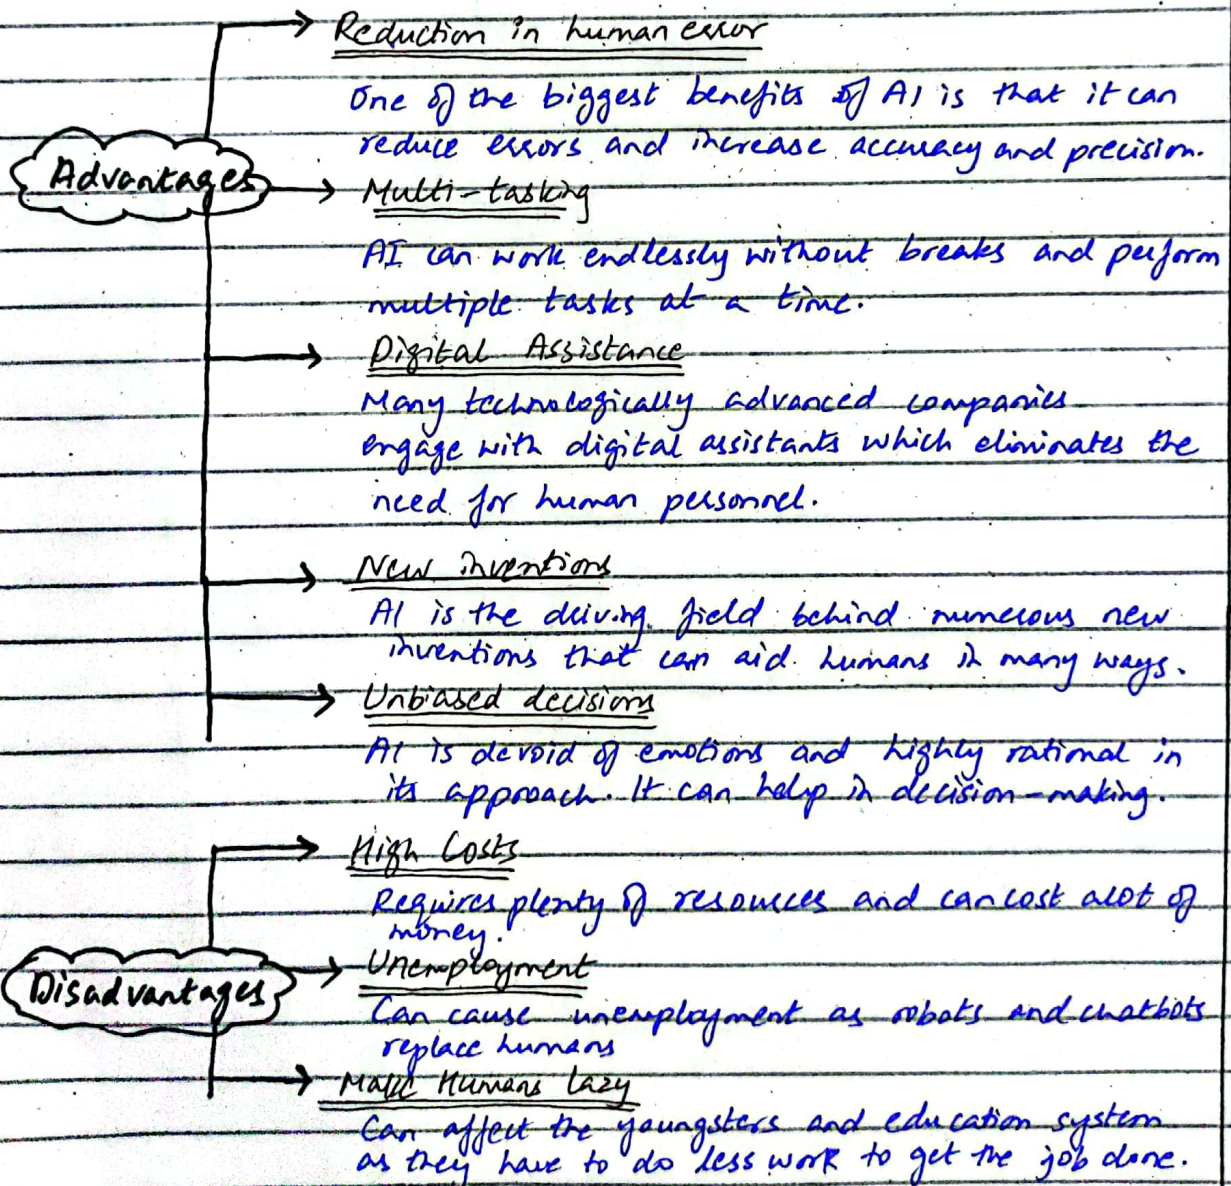 Reduction in human error
One of the biggest benefits of AI is that it can
reduce errors and increase accuracy and precision.
Advantages
Multi-tasking
AI can work endlessly without breaks and perform
multiple tasks at a time.
Digital Assistance
Many technologically advanced companies
engage with digital assistants which eliminates the
need for human personnel.
New inventions
AI is the driving field behind numerous new
inventions that can aid humans in many ways.
Unbiased decisions
AI is devoid of emotions and highly rational in
its approach. It can help in decision-making.
High Costs
Requires plenty of resources and can cost alot of
money.
Disadvantages
Unemployment
Can cause unemployment as robots and chatbots
replace humans
Make Humans lazy
Can affect the youngsters and education system
as they have to do less work to get the job done.